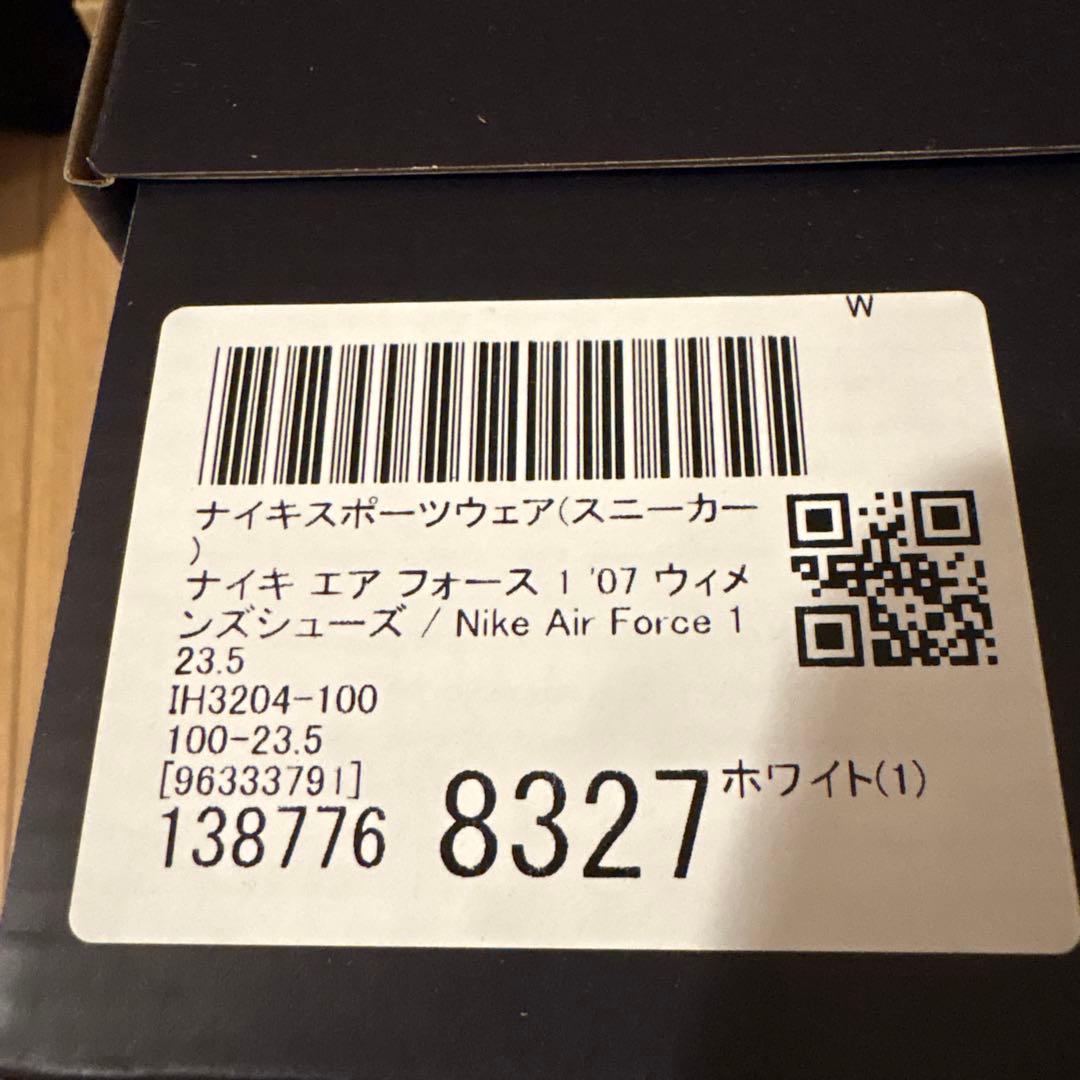 W
ナイキスポーツウェア(スニーカー
)
ナイキ エア フォース 1 '07 ウィメ
ンズシューズ / Nike Air Force 1
23.5
IH3204-100
100-23.5
[96333791]
138776 8327 ホワイト(1)